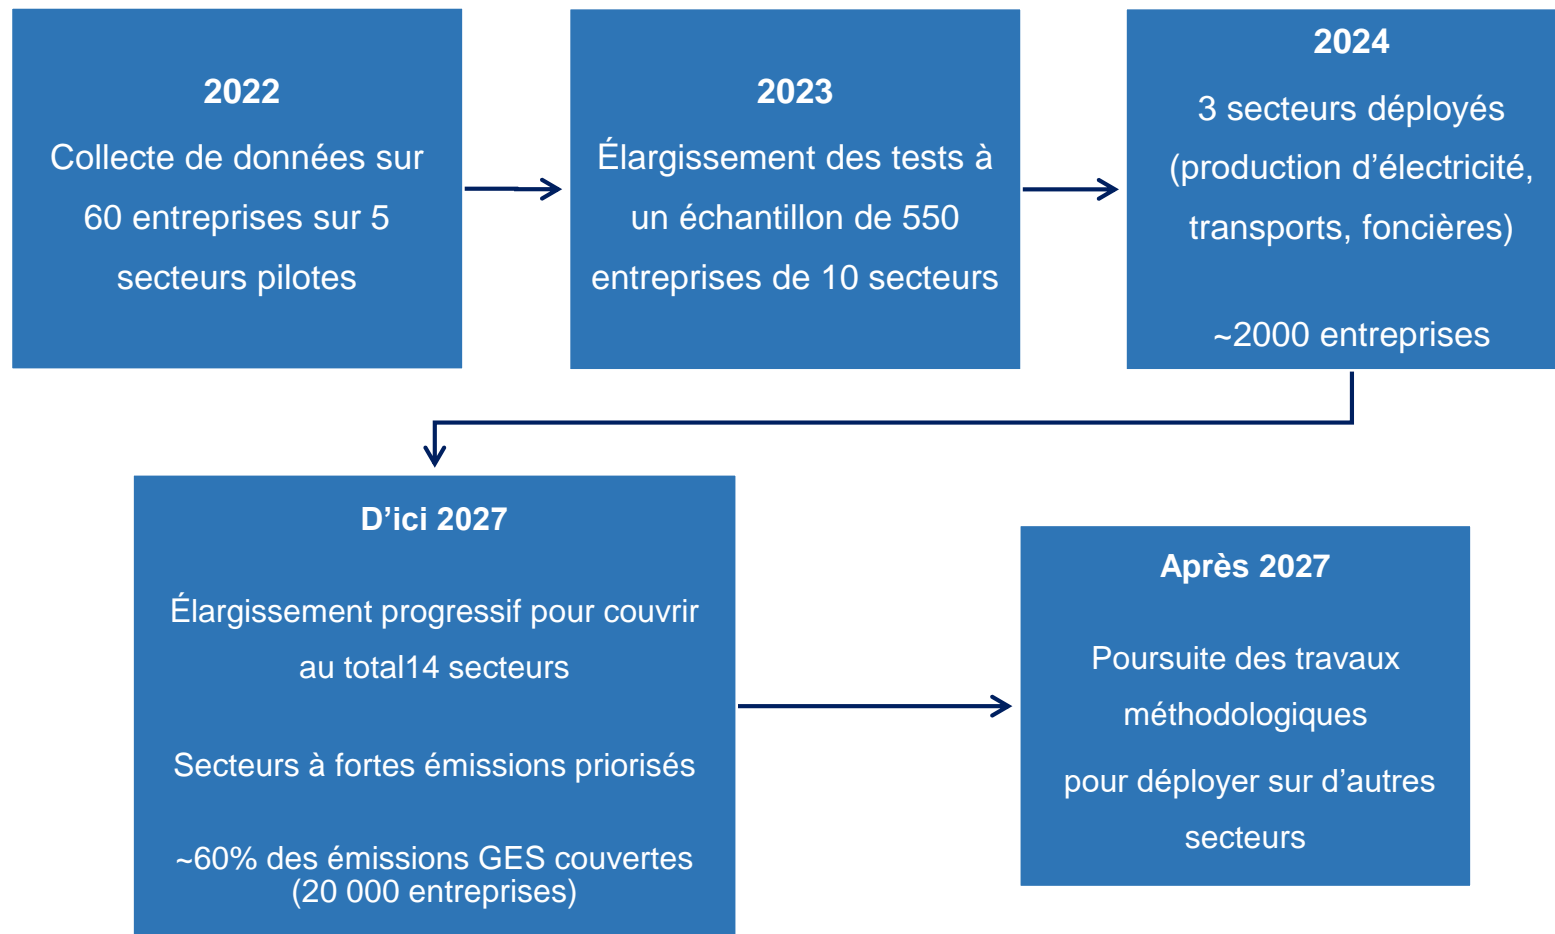 2022
Collecte de données sur
60 entreprises sur 5
secteurs pilotes
2023
Élargissement des tests à
un échantillon de 550
entreprises de 10 secteurs
2024
3 secteurs déployés
(production d’électricité,
transports, foncières)
~2000 entreprises
D’ici 2027
Élargissement progressif pour couvrir
au total14 secteurs
Secteurs à fortes émissions priorisés
~60% des émissions GES couvertes
(20 000 entreprises)
Après 2027
Poursuite des travaux
méthodologiques
pour déployer sur d’autres
secteurs